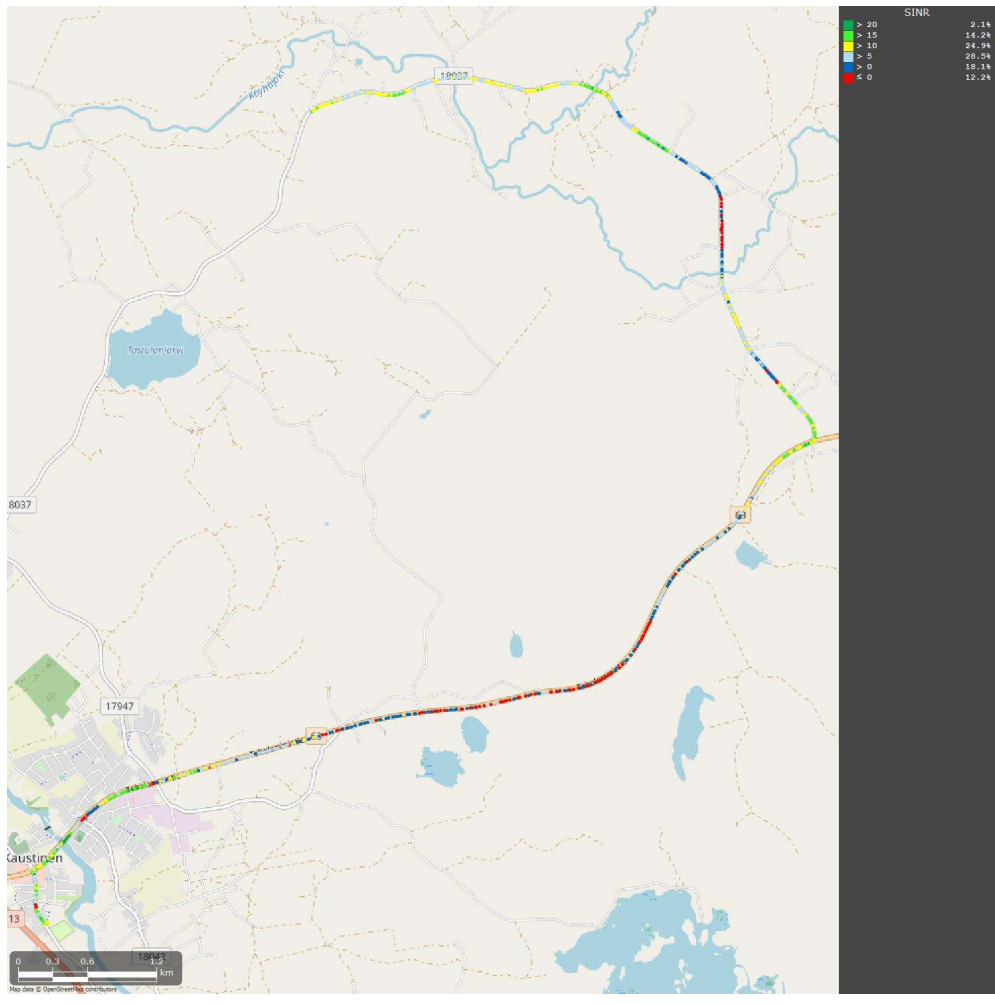 SINR
> 20 2.1%
> 15 14.2%
> 10 24.9%
> 5 28.5%
> 0 18.1%
≤ 0 12.2%
18037
Köyhäjoki
Tastulanjärvi
8037
63
17947
63
Kaustinen
13
18042
0 0.3 0.6 1.2
km
Map data © OpenStreetMap contributors